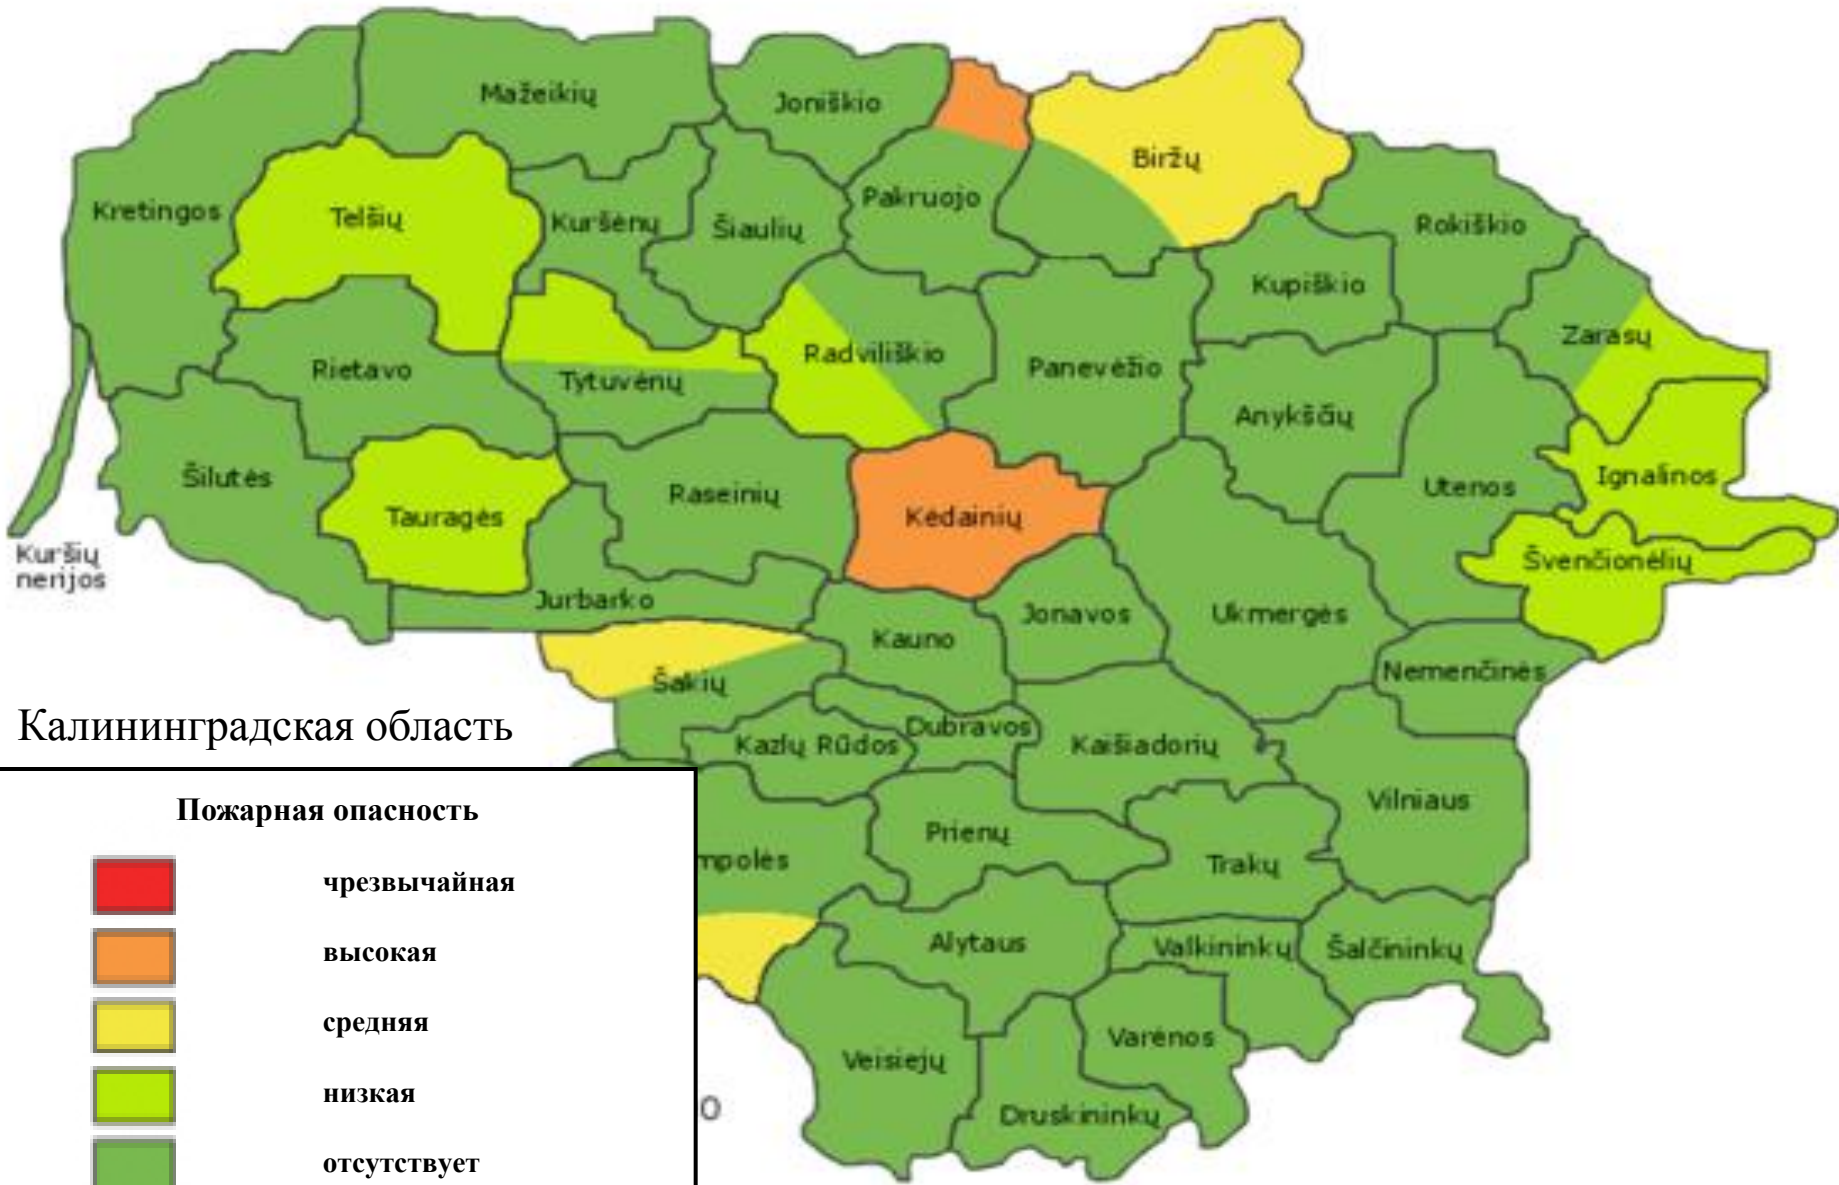 Mažeikių
Joniškio
Biržų
Kretingos
Telšių
Kuršėnų
Šiaulių
Pakruojo
Rokiškio
Kupiškio
Rietavo
Tytuvėnų
Radviliškio
Panevėžio
Zarasų
Anykščių
Šilutės
Tauragės
Raseinių
Kėdainių
Utenos
Ignalinos
Kuršių
nerijos
Jurbarko
Švenčionėlių
Kauno
Jonavos
Ukmergės
Šakių
Nemenčinės
Калининградская область
Kazlų Rūdos
Dubravos
Kaišiadorių
Vilniaus
Prienų
mpolės
Trakų
Alytaus
Valkininkų
Šalčininkų
Veisiejų
Varėnos
Druskininkų
o
Пожарная опасность
чрезвычайная
высокая
средняя
низкая
отсутствует